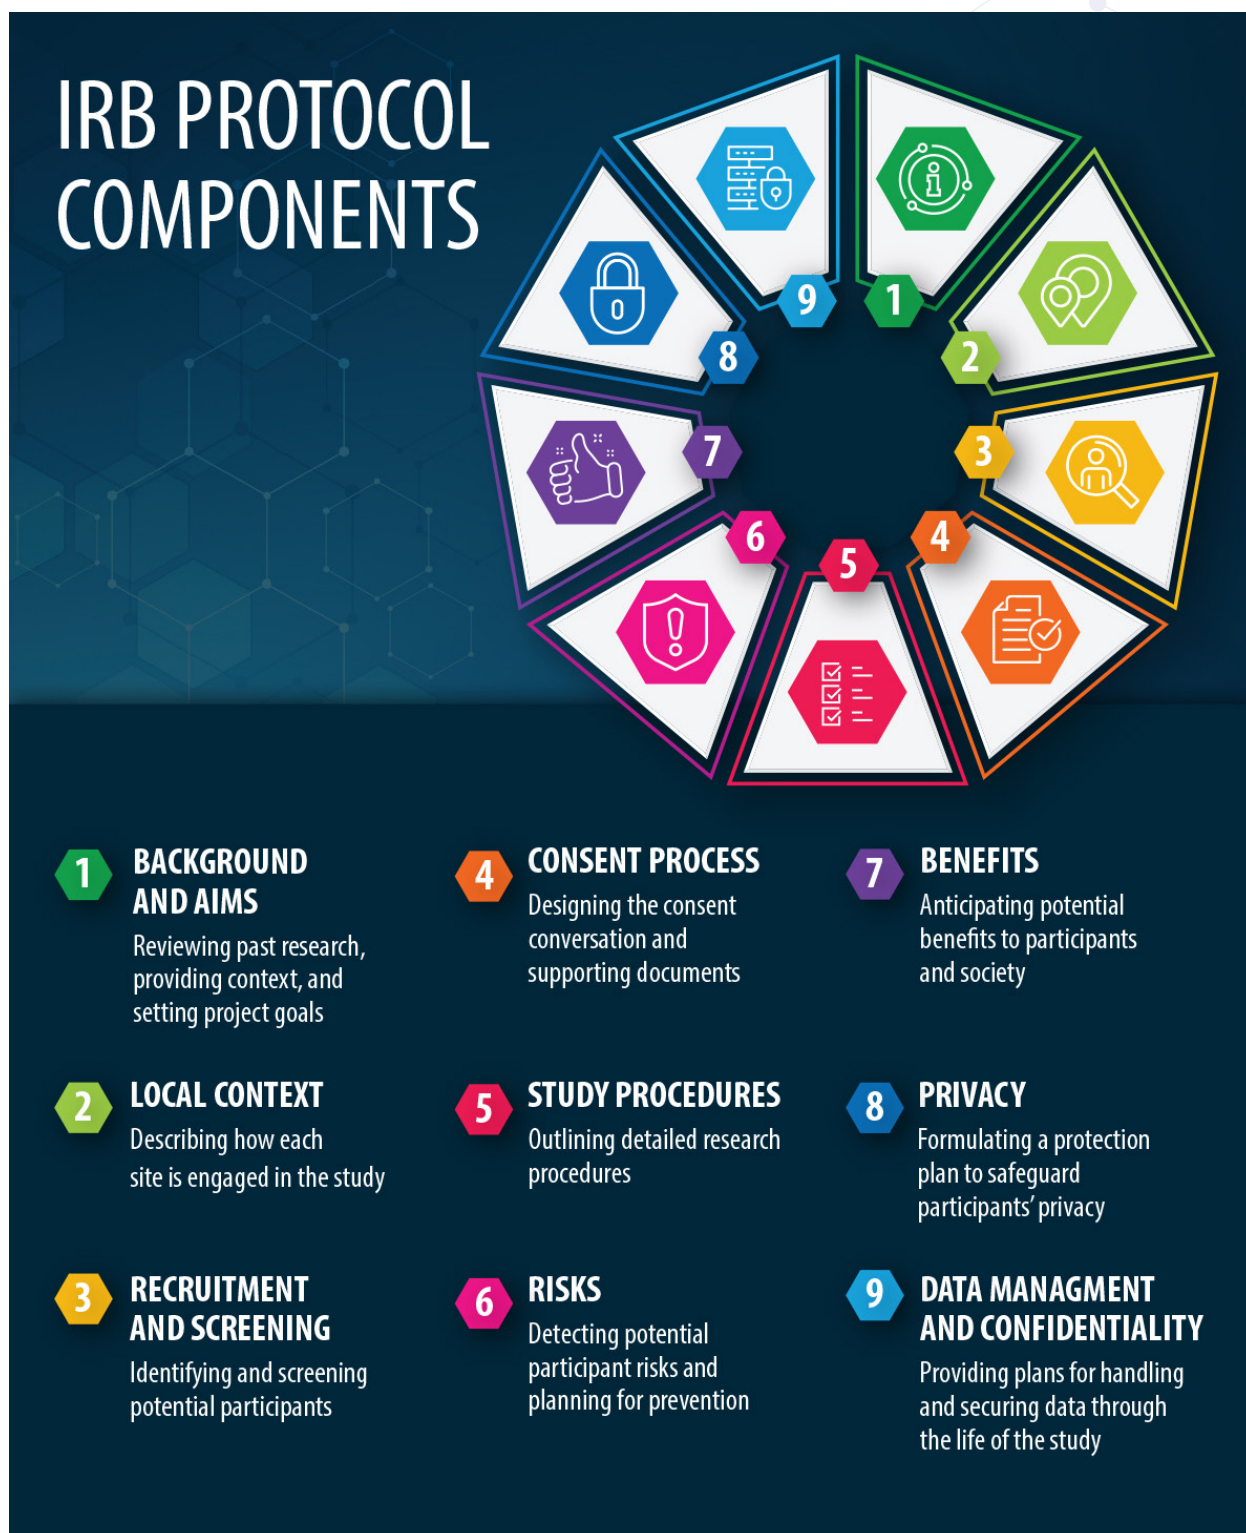 IRB PROTOCOL
COMPONENTS
1
2
3
4
5
6
7
8
9
1
BACKGROUND
AND AIMS
Reviewing past research,
providing context, and
setting project goals
2
LOCAL CONTEXT
Describing how each
site is engaged in the study
3
RECRUITMENT
AND SCREENING
Identifying and screening
potential participants
4
CONSENT PROCESS
Designing the consent
conversation and
supporting documents
5
STUDY PROCEDURES
Outlining detailed research
procedures
6
RISKS
Detecting potential
participant risks and
planning for prevention
7
BENEFITS
Anticipating potential
benefits to participants
and society
8
PRIVACY
Formulating a protection
plan to safeguard
participants’ privacy
9
DATA MANAGMENT
AND CONFIDENTIALITY
Providing plans for handling
and securing data through
the life of the study